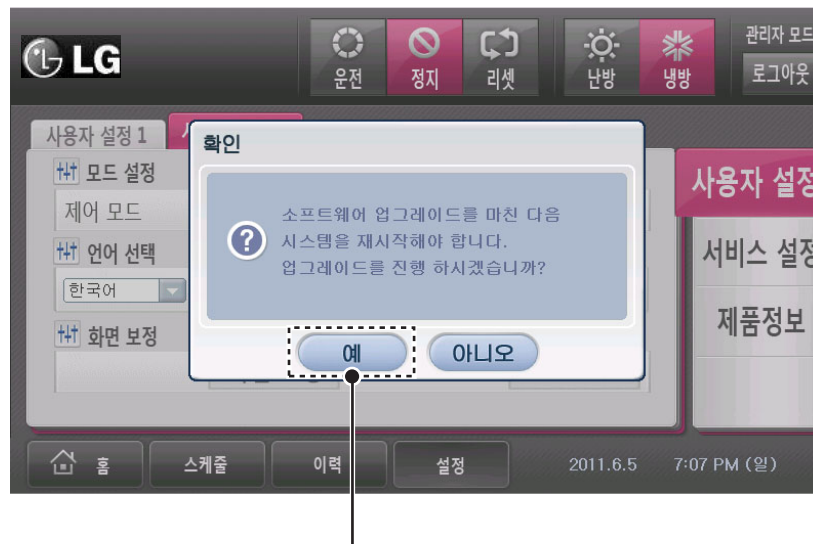 LG
운전
정지
리셋
난방
냉방
관리자 모드
로그아웃
사용자 설정 1
확인
모드 설정
제어 모드
언어 선택
한국어
화면 보정
소프트웨어 업그레이드를 마친 다음
시스템을 재시작해야 합니다.
업그레이드를 진행 하시겠습니까?
예
아니오
사용자 설정
서비스 설정
제품정보
홈
스케줄
이력
설정
2011.6.5 7:07 PM (일)